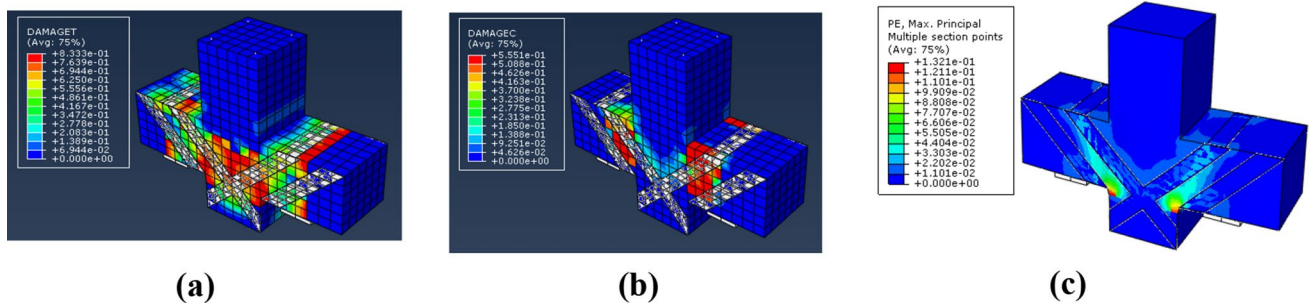 DAMAGET
(Avg: 75%)
+8.333e-01
+7.639e-01
+6.944e-01
+6.250e-01
+5.556e-01
+4.861e-01
+4.167e-01
+3.472e-01
+2.778e-01
+2.083e-01
+1.389e-01
+6.944e-02
+0.000e+00
DAMAGEC
(Avg: 75%)
+5.551e-01
+5.088e-01
+4.626e-01
+4.163e-01
+3.700e-01
+3.238e-01
+2.775e-01
+2.313e-01
+1.850e-01
+1.388e-01
+9.251e-02
+4.626e-02
+0.000e+00
PE, Max. Principal
Multiple section points
(Avg: 75%)
+1.321e-01
+1.211e-01
+1.101e-01
+9.909e-02
+8.808e-02
+7.707e-02
+6.606e-02
+5.505e-02
+4.404e-02
+3.303e-02
+2.202e-02
+1.101e-02
+0.000e+00
(a)
(b)
(c)